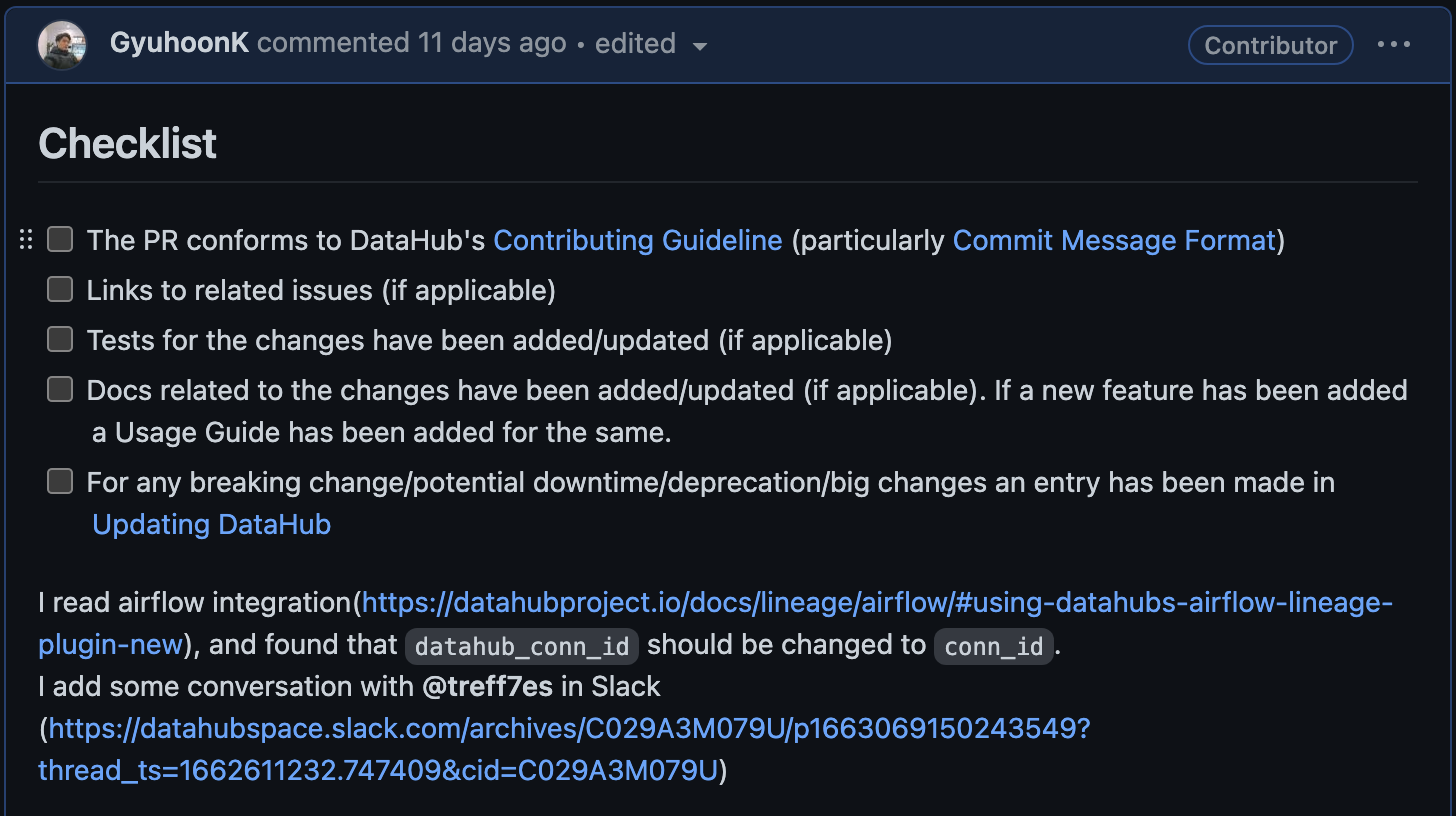 GyuhoonK commented 11 days ago • edited
Contributor
Checklist
The PR conforms to DataHub's Contributing Guideline (particularly Commit Message Format)
Links to related issues (if applicable)
Tests for the changes have been added/updated (if applicable)
Docs related to the changes have been added/updated (if applicable). If a new feature has been added
a Usage Guide has been added for the same.
For any breaking change/potential downtime/deprecation/big changes an entry has been made in
Updating DataHub
I read airflow integration(https://datahubproject.io/docs/lineage/airflow/#using-datahubs-airflow-lineage-
plugin-new), and found that datahub_conn_id should be changed to conn_id.
I add some conversation with @treff7es in Slack
(https://datahubspace.slack.com/archives/C029A3M079U/p1663069150243549?
thread_ts=1662611232.747409&cid=C029A3M079U)